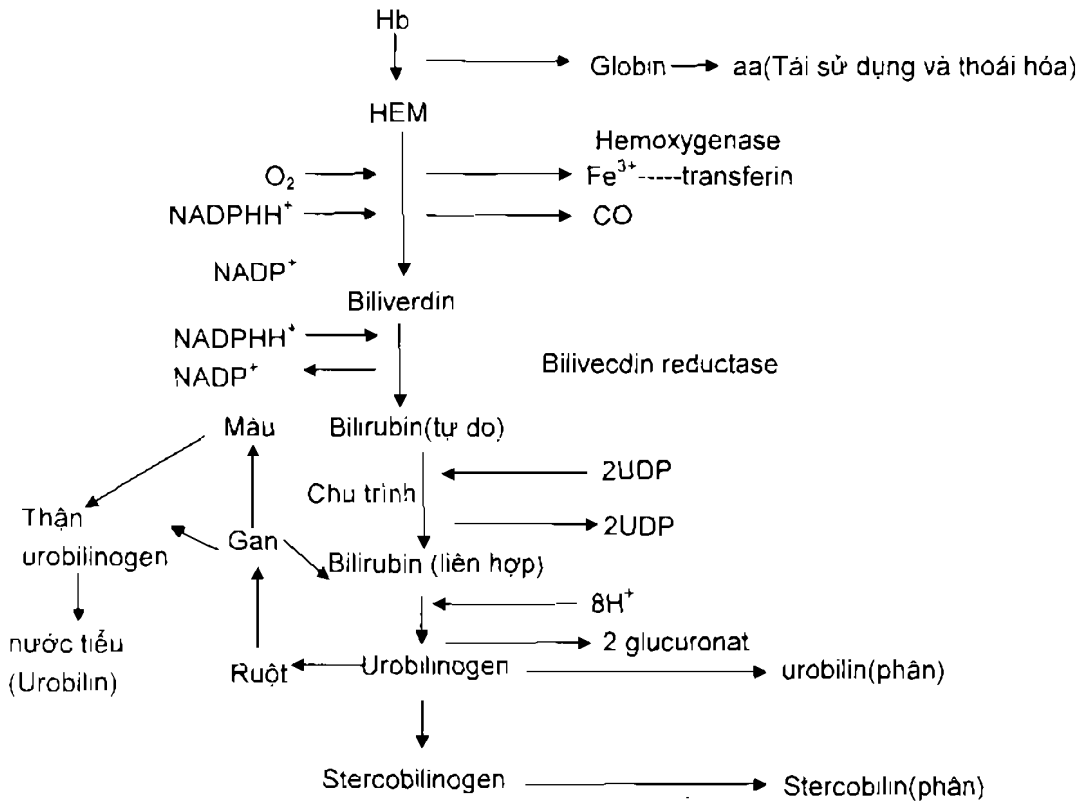 Hb
Globin aa(Tái sử dụng và thoái hóa)
HEM
Hemoxygenase
O₂ Fe³⁺-----transferin
NADPHH⁺ CO
NADP⁺
Biliverdin
NADPHH⁺
Bilivecdin reductase
NADP⁺
Máu Bilirubin(tự do)
2UDP
Chu trình
Thận 2UDP
urobilinogen Gan Bilirubin (liên hợp)
8H⁺
nước tiểu 2 glucuronat
(Urobilin) Ruột Urobilinogen urobilin(phân)
Stercobilinogen Stercobilin(phân)